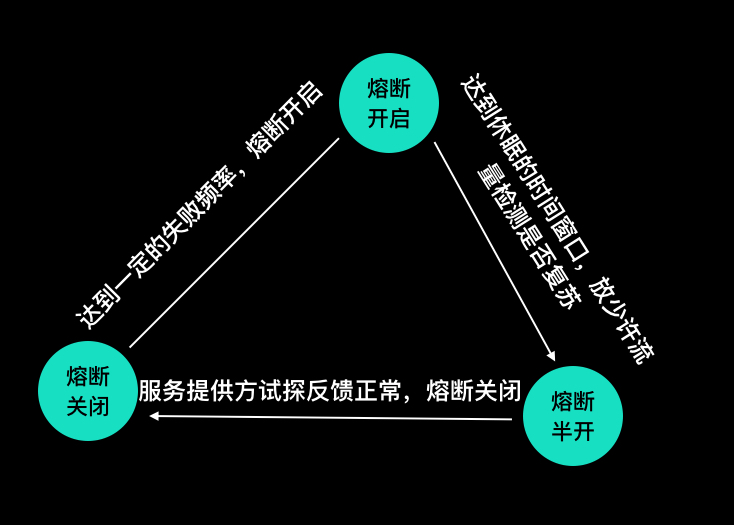 熔断
开启
达到一定的失败频率，熔断开启
达到休眠的时间窗口，放少许流
量检测是否复苏
熔断
关闭
服务提供方试探反馈正常，熔断关闭
熔断
半开